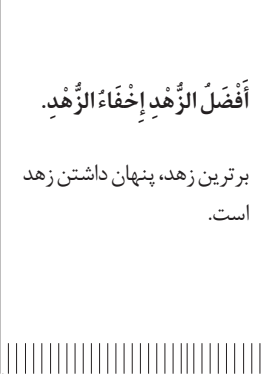 أَفْضَلُ الزُّهْدِ إِخْفَاءُ الزُّهْدِ.
برترین زهد، پنهان داشتن زهد
است.